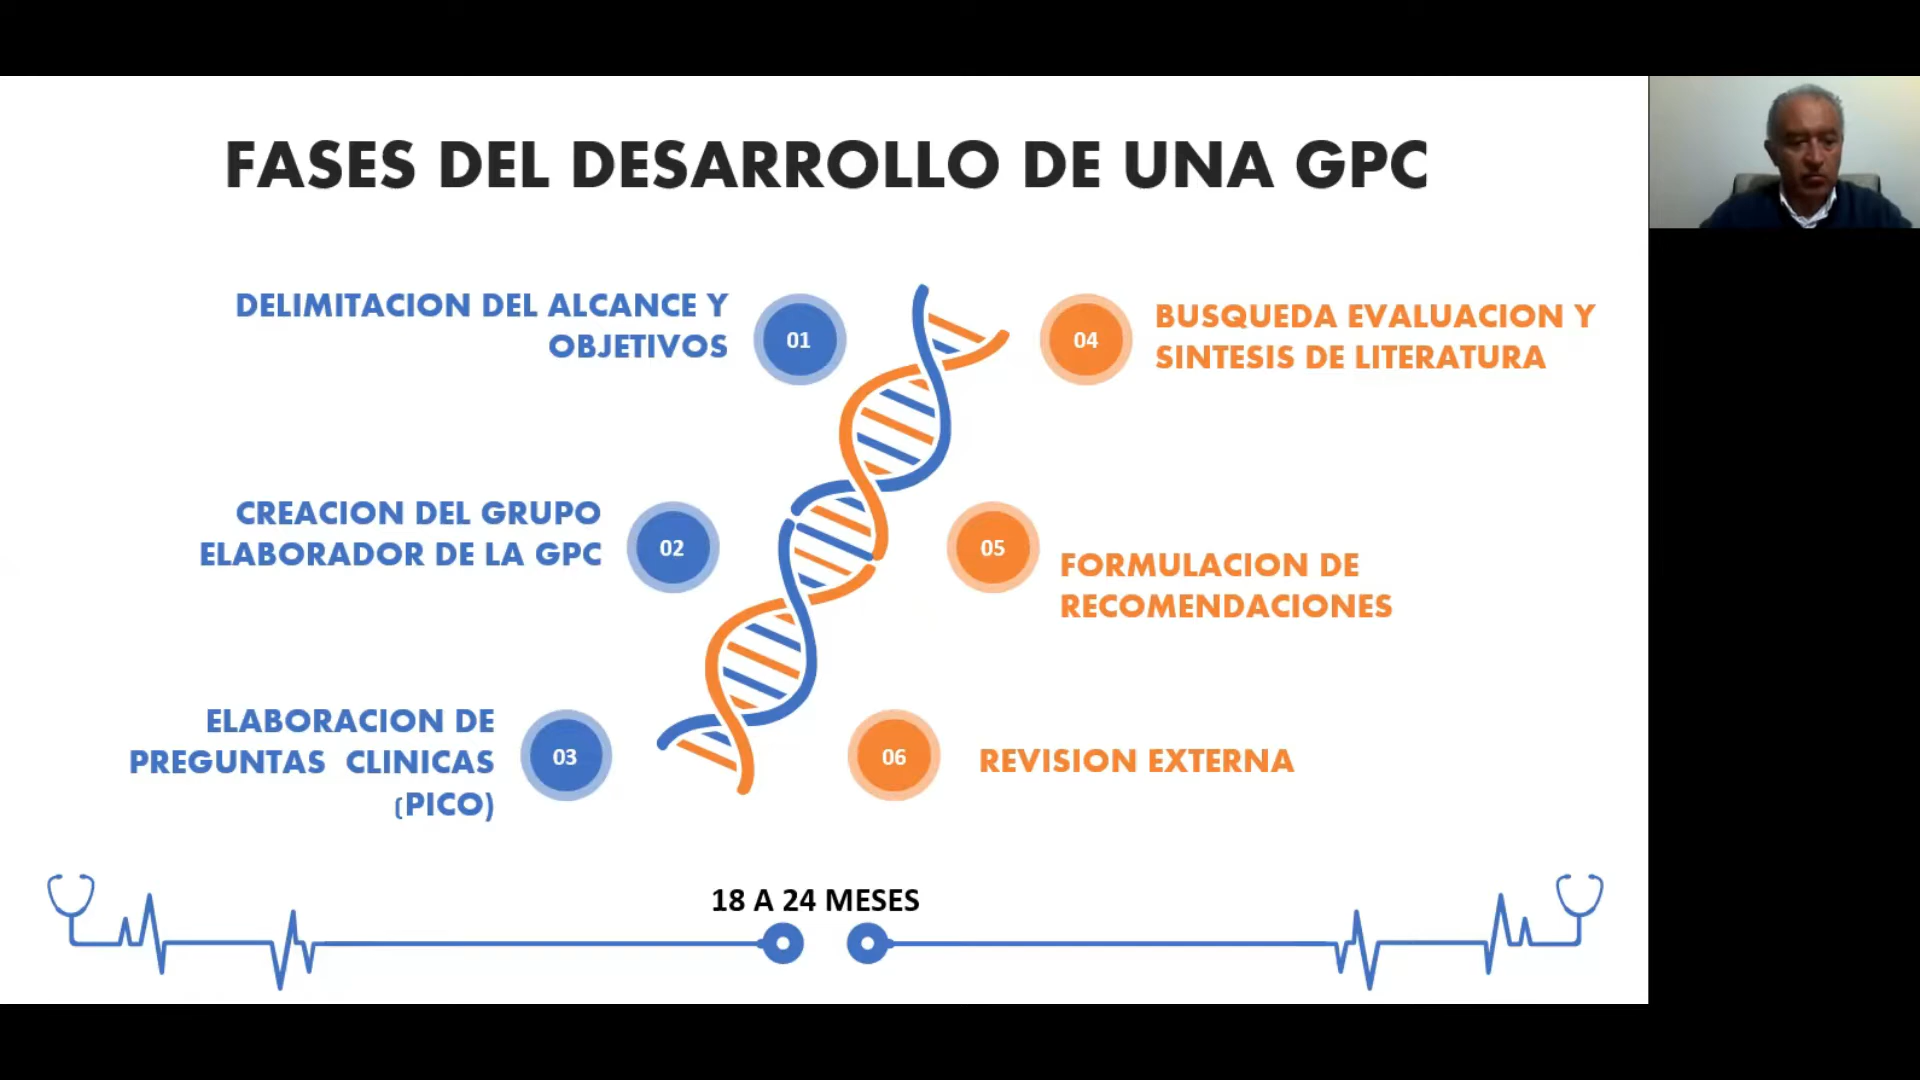 FASES DEL DESARROLLO DE UNA GPC
DELIMITACION DEL ALCANCE Y
OBJETIVOS
01
CREACION DEL GRUPO
ELABORADOR DE LA GPC
02
ELABORACION DE
PREGUNTAS  CLINICAS
(PICO)
03
04
BUSQUEDA EVALUACION Y
SINTESIS DE LITERATURA
05
FORMULACION DE
RECOMENDACIONES
06
REVISION EXTERNA
18 A 24 MESES